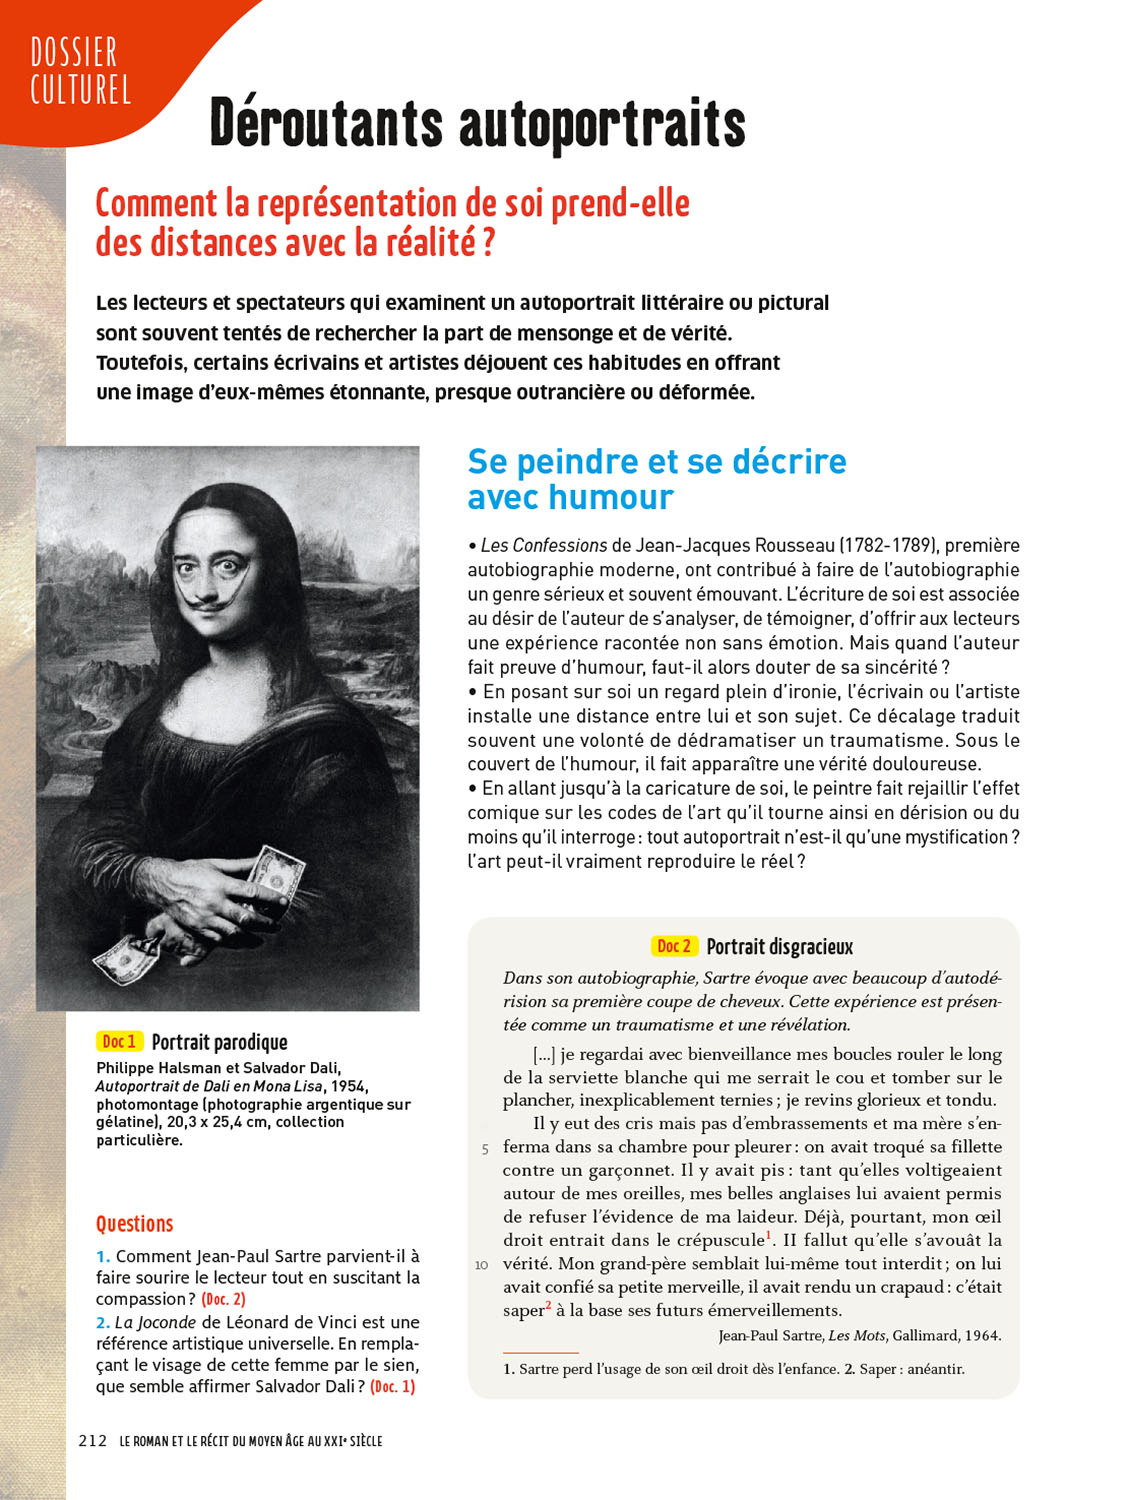 DOSSIER
CULTUREL
Déroutants autoportraits
Comment la représentation de soi prend-elle
des distances avec la réalité ?
Les lecteurs et spectateurs qui examinent un autoportrait littéraire ou pictural
sont souvent tentés de rechercher la part de mensonge et de vérité.
Toutefois, certains écrivains et artistes déjouent ces habitudes en offrant
une image d'eux-mêmes étonnante, presque outrancière ou déformée.
Se peindre et se décrire
avec humour
• Les Confessions de Jean-Jacques Rousseau (1782-1789), première
autobiographie moderne, ont contribué à faire de l'autobiographie
un genre sérieux et souvent émouvant. L'écriture de soi est associée
au désir de l'auteur de s'analyser, de témoigner, d'offrir aux lecteurs
une expérience racontée non sans émotion. Mais quand l'auteur
fait preuve d'humour, faut-il alors douter de sa sincérité ?
• En posant sur soi un regard plein d'ironie, l'écrivain ou l'artiste
installe une distance entre lui et son sujet. Ce décalage traduit
souvent une volonté de dédramatiser un traumatisme. Sous le
couvert de l'humour, il fait apparaître une vérité douloureuse.
• En allant jusqu'à la caricature de soi, le peintre fait rejaillir l'effet
comique sur les codes de l'art qu'il tourne ainsi en dérision ou du
moins qu'il interroge : tout autoportrait n'est-il qu'une mystification ?
l'art peut-il vraiment reproduire le réel ?
Doc 1 Portrait parodique
Philippe Halsman et Salvador Dali,
Autoportrait de Dali en Mona Lisa, 1954,
photomontage (photographie argentique sur
gélatine), 20,3 x 25,4 cm, collection
particulière.
Questions
1. Comment Jean-Paul Sartre parvient-il à
faire sourire le lecteur tout en suscitant la
compassion ? (Doc. 2)
2. La Joconde de Léonard de Vinci est une
référence artistique universelle. En rempla-
çant le visage de cette femme par le sien,
que semble affirmer Salvador Dali ? (Doc. 1)
Doc 2 Portrait disgracieux
Dans son autobiographie, Sartre évoque avec beaucoup d'autodé-
rision sa première coupe de cheveux. Cette expérience est présen-
tée comme un traumatisme et une révélation.
[...] je regardai avec bienveillance mes boucles rouler le long
de la serviette blanche qui me serrait le cou et tomber sur le
plancher, inexplicablement ternies ; je revins glorieux et tondu.
Il y eut des cris mais pas d'embrassements et ma mère s'en-
5 ferma dans sa chambre pour pleurer : on avait troqué sa fillette
contre un garçonnet. Il y avait pis : tant qu'elles voltigeaient
autour de mes oreilles, mes belles anglaises lui avaient permis
de refuser l'évidence de ma laideur. Déjà, pourtant, mon œil
droit entrait dans le crépuscule1. II fallut qu'elle s'avouât la
10 vérité. Mon grand-père semblait lui-même tout interdit ; on lui
avait confié sa petite merveille, il avait rendu un crapaud : c'était
saper2 à la base ses futurs émerveillements.
Jean-Paul Sartre, Les Mots, Gallimard, 1964.
1. Sartre perd l'usage de son œil droit dès l'enfance. 2. Saper : anéantir.
212 LE ROMAN ET LE RÉCIT DU MOYEN ÂGE AU XXIe SIÈCLE